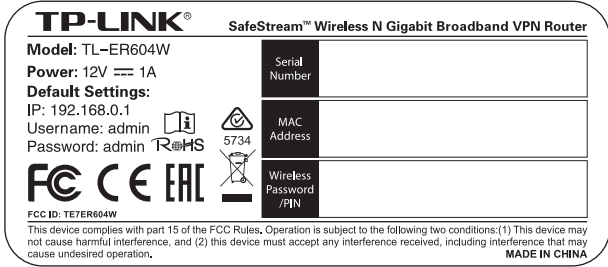 TP-LINK®
SafeStream™ Wireless N Gigabit Broadband VPN Router
Model: TL-ER604W
Power: 12V ⎓ 1A
Default Settings:
IP: 192.168.0.1
Username: admin
Password: admin
RoHS
5734
FC CE EAC
FCC ID: TE7ER604W
Serial
Number
MAC
Address
Wireless
Password
/PIN
This device complies with part 15 of the FCC Rules. Operation is subject to the following two conditions:(1) This device may
not cause harmful interference, and (2) this device must accept any interference received, including interference that may
cause undesired operation.
MADE IN CHINA